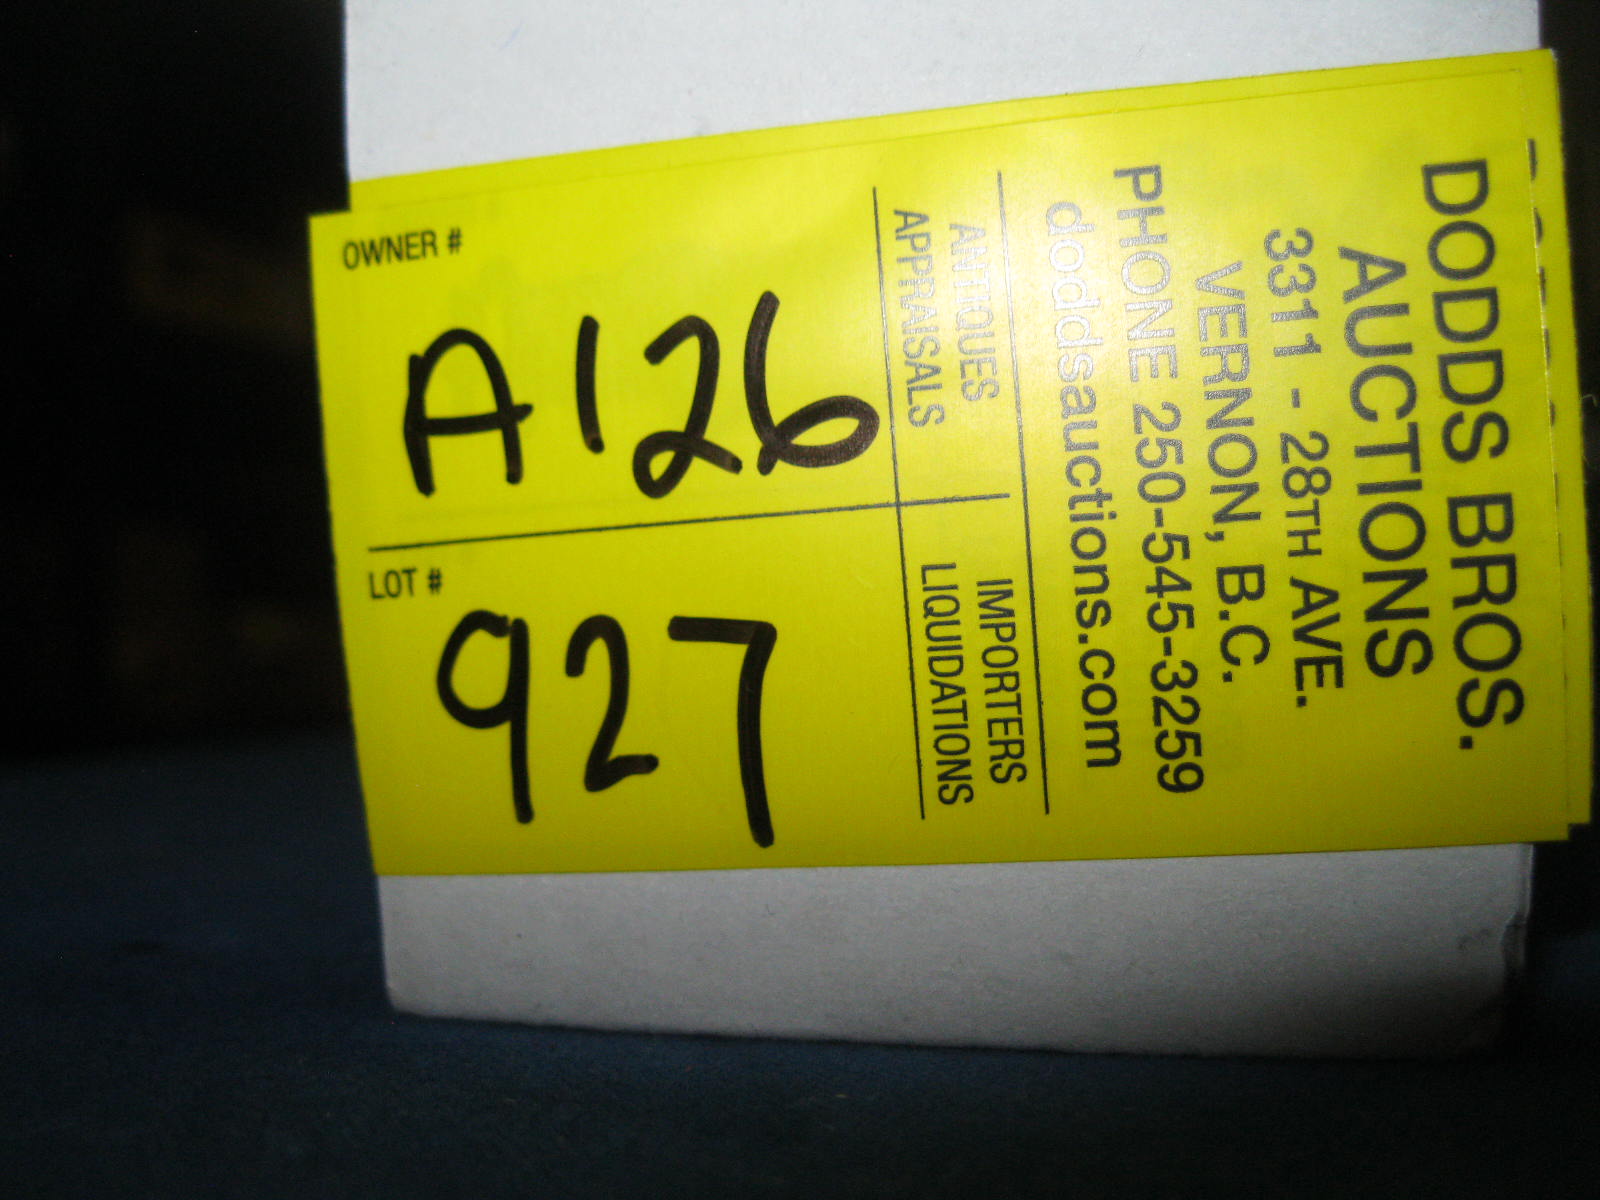 DODDS BROS.
AUCTIONS
3311 - 28TH AVE.
VERNON, B.C.
PHONE 250-545-3259
doddsauctions.com
ANTIQUES IMPORTERS
APPRAISALS LIQUIDATIONS
OWNER #
A126
LOT #
927